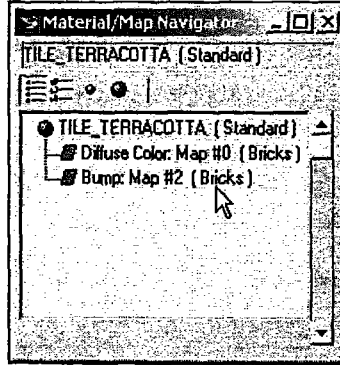 Material/Map Navigator
TILE_TERRACOTTA (Standard)
TILE_TERRACOTTA (Standard)
Diffuse Color: Map #0 (Bricks)
Bump: Map #2 (Bricks)